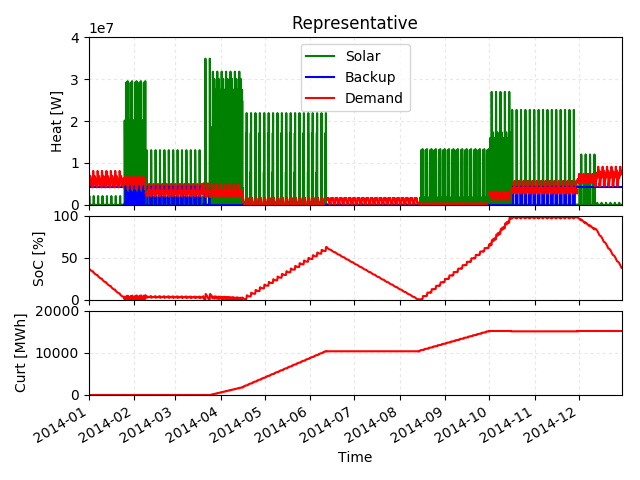 Representative
1e7
4
3
2
1
0
Heat [W]
Solar
Backup
Demand
100
50
0
SoC [%]
20000
10000
0
Curt [MWh]
2014-01
2014-02
2014-03
2014-04
2014-05
2014-06
2014-07
2014-08
2014-09
2014-10
2014-11
2014-12
Time